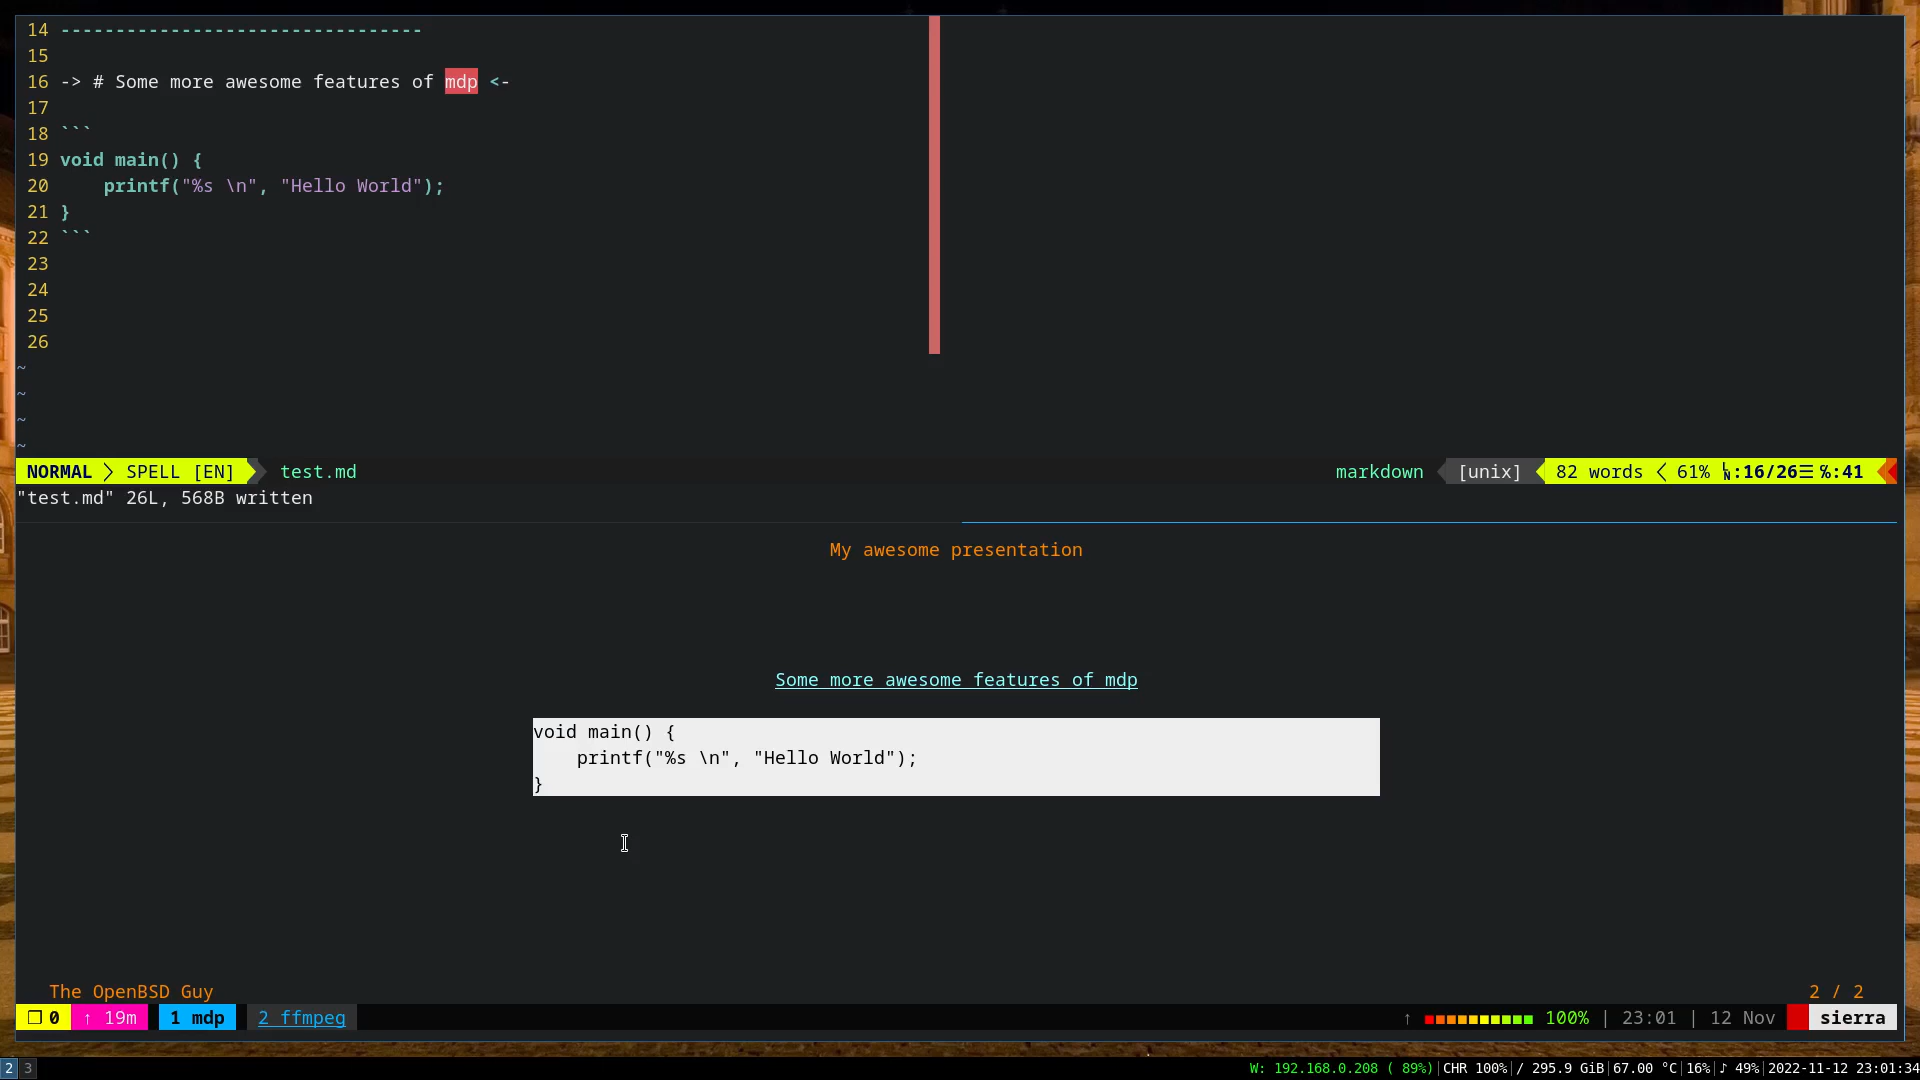 14 ---------------------------------
15
16 -> # Some more awesome features of mdp <-
17
18 ```
19 void main() {
20     printf("%s \n", "Hello World");
21 }
22 ```
23
24
25
26
~
~
~
~
NORMAL > SPELL [EN] test.md markdown [unix] < 82 words < 61% ␤:16/26☰ ℅:41
"test.md" 26L, 568B written
My awesome presentation
Some more awesome features of mdp
void main() {
    printf("%s \n", "Hello World");
}
The OpenBSD Guy 2 / 2
❐ 0 ↑ 19m 1 mdp 2 ffmpeg ↑ ■■■■■■■■■■ 100% | 23:01 | 12 Nov sierra
2 3 W: 192.168.0.208 ( 89%)|CHR 100%|/ 295.9 GiB|67.00 °C|16%|♪ 49%|2022-11-12 23:01:34